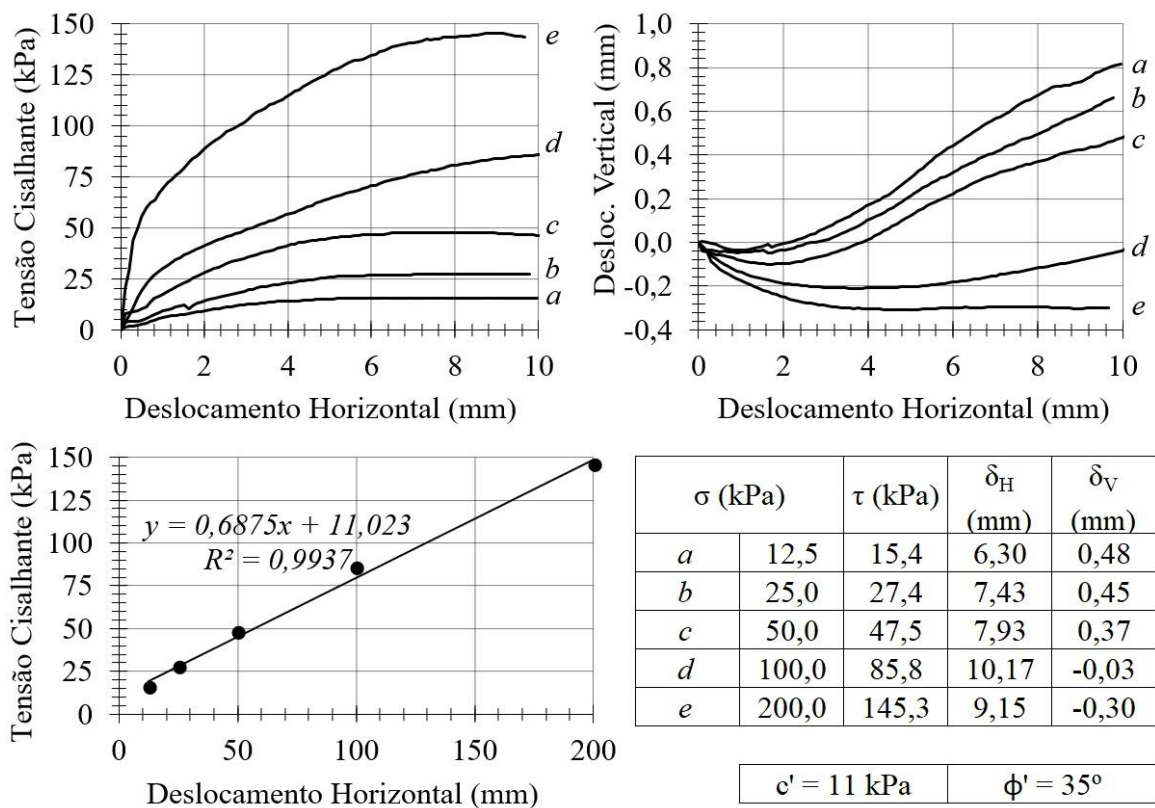 Tensão Cisalhante (kPa)
150
125
100
75
50
25
0
e
d
c
b
a
0 2 4 6 8 10
Deslocamento Horizontal (mm)
Desloc. Vertical (mm)
1,0
0,8
0,6
0,4
0,2
0,0
-0,2
-0,4
a
b
c
d
e
0 2 4 6 8 10
Deslocamento Horizontal (mm)
Tensão Cisalhante (kPa)
150
125
100
75
50
25
0
y = 0,6875x + 11,023
R² = 0,9937
0 50 100 150 200
Deslocamento Horizontal (mm)
σ (kPa) τ (kPa) δH (mm) δV (mm)
a 12,5 15,4 6,30 0,48
b 25,0 27,4 7,43 0,45
c 50,0 47,5 7,93 0,37
d 100,0 85,8 10,17 -0,03
e 200,0 145,3 9,15 -0,30
c' = 11 kPa ϕ' = 35º